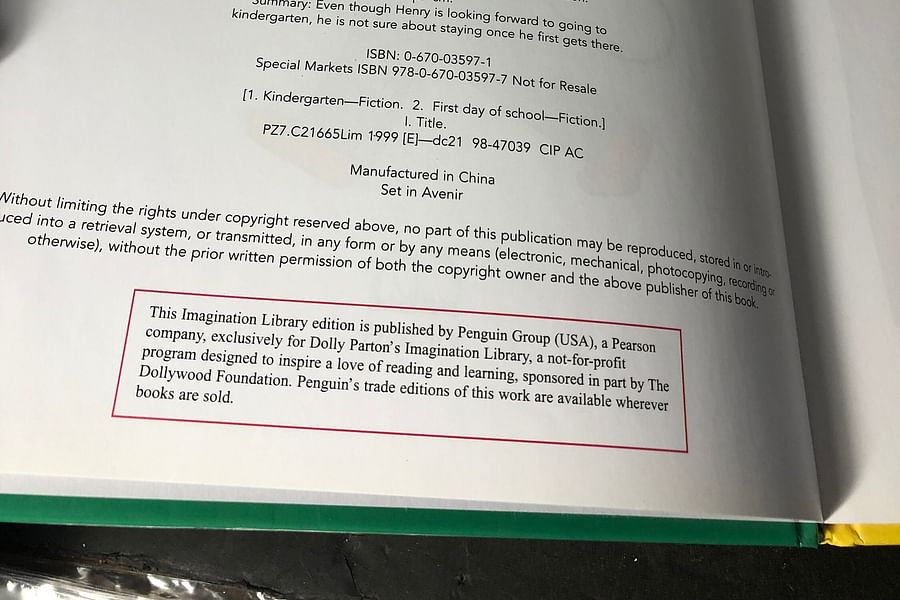 Summary: Even though Henry is looking forward to going to
kindergarten, he is not sure about staying once he first gets there.
ISBN: 0-670-03597-1
Special Markets ISBN 978-0-670-03597-7 Not for Resale
[1. Kindergarten—Fiction. 2. First day of school—Fiction.]
I. Title.
PZ7.C21665Lim 1999 [E]—dc21 98-47039 CIP AC
Manufactured in China
Set in Avenir
Without limiting the rights under copyright reserved above, no part of this publication may be reproduced, stored in or intro-
uced into a retrieval system, or transmitted, in any form or by any means (electronic, mechanical, photocopying, recording or
otherwise), without the prior written permission of both the copyright owner and the above publisher of this book.
This Imagination Library edition is published by Penguin Group (USA), a Pearson
company, exclusively for Dolly Parton's Imagination Library, a not-for-profit
program designed to inspire a love of reading and learning, sponsored in part by The
Dollywood Foundation. Penguin's trade editions of this work are available wherever
books are sold.